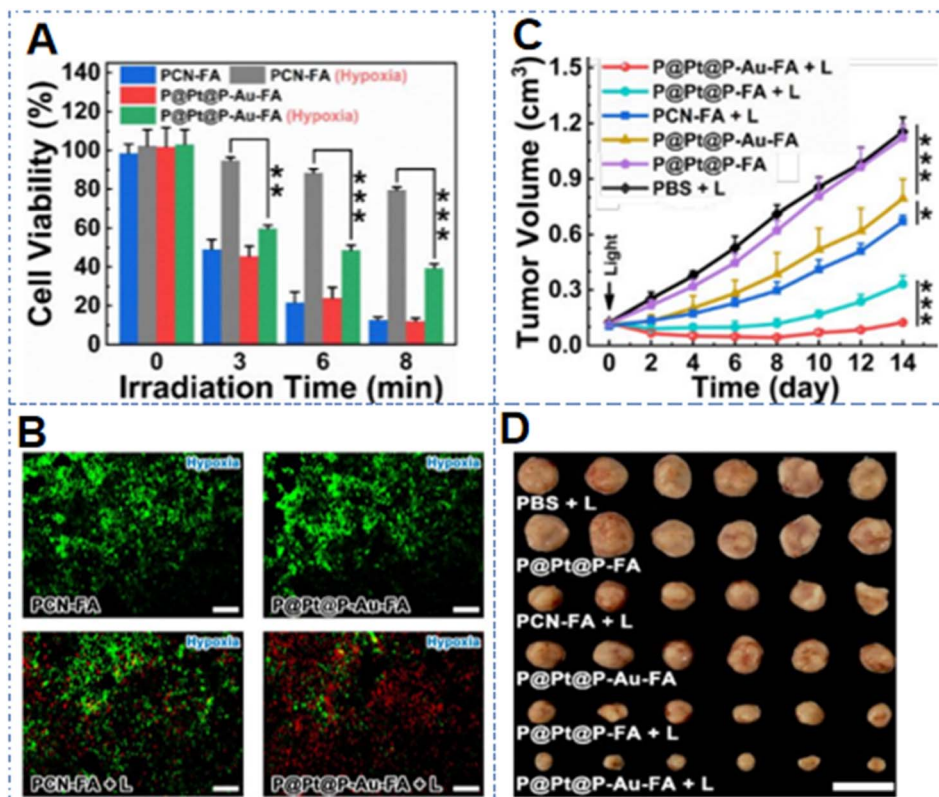 A
PCN-FA PCN-FA (Hypoxia)
P@Pt@P-Au-FA
P@Pt@P-Au-FA (Hypoxia)
Cell Viability (%)
140
120
100
80
60
40
20
0
** *** ***
0 3 6 8
Irradiation Time (min)
C
P@Pt@P-Au-FA + L
P@Pt@P-FA + L
PCN-FA + L
P@Pt@P-Au-FA
P@Pt@P-FA
PBS + L
Tumor Volume (cm³)
1.5
1.2
0.9
0.6
0.3
0.0
Light
***
*
***
0 2 4 6 8 10 12 14
Time (day)
B
Hypoxia
PCN-FA
Hypoxia
P@Pt@P-Au-FA
Hypoxia
PCN-FA + L
Hypoxia
P@Pt@P-Au-FA + L
D
PBS + L
P@Pt@P-FA
PCN-FA + L
P@Pt@P-Au-FA
P@Pt@P-FA + L
P@Pt@P-Au-FA + L